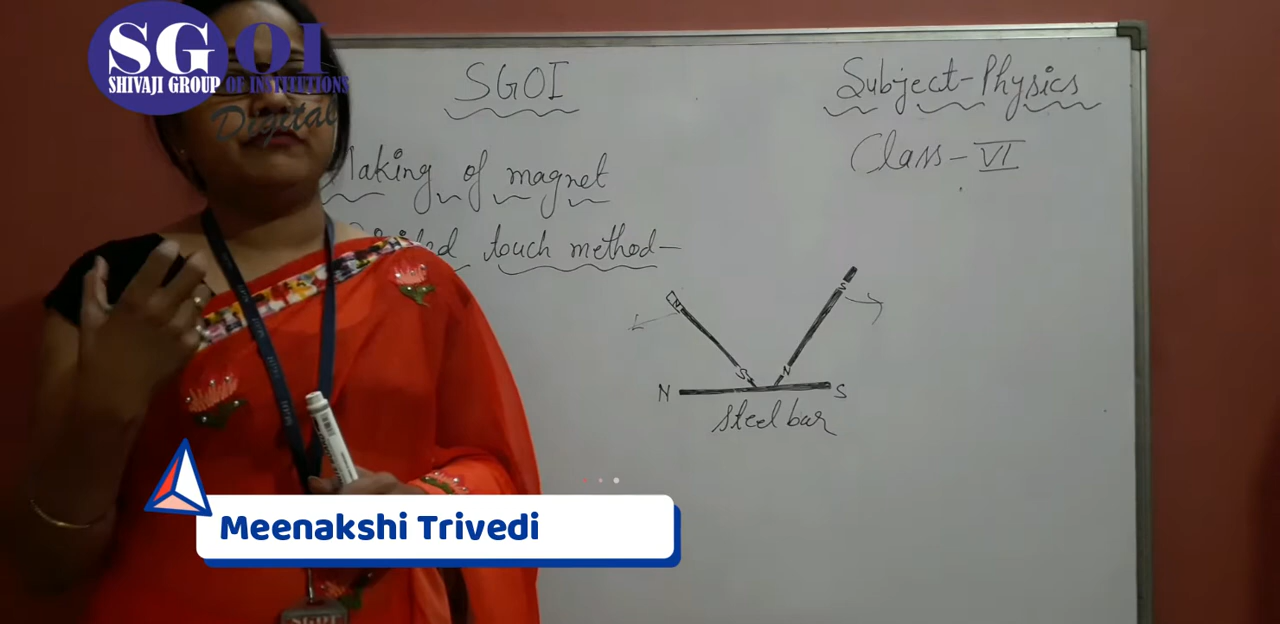 SGOI
SHIVAJI GROUP OF INSTITUTIONS
Digital
SGOI
Subject-Physics
Class-VI
Making of magnet
touch method-
N
S
S
N
N
S
steel bar
Meenakshi Trivedi